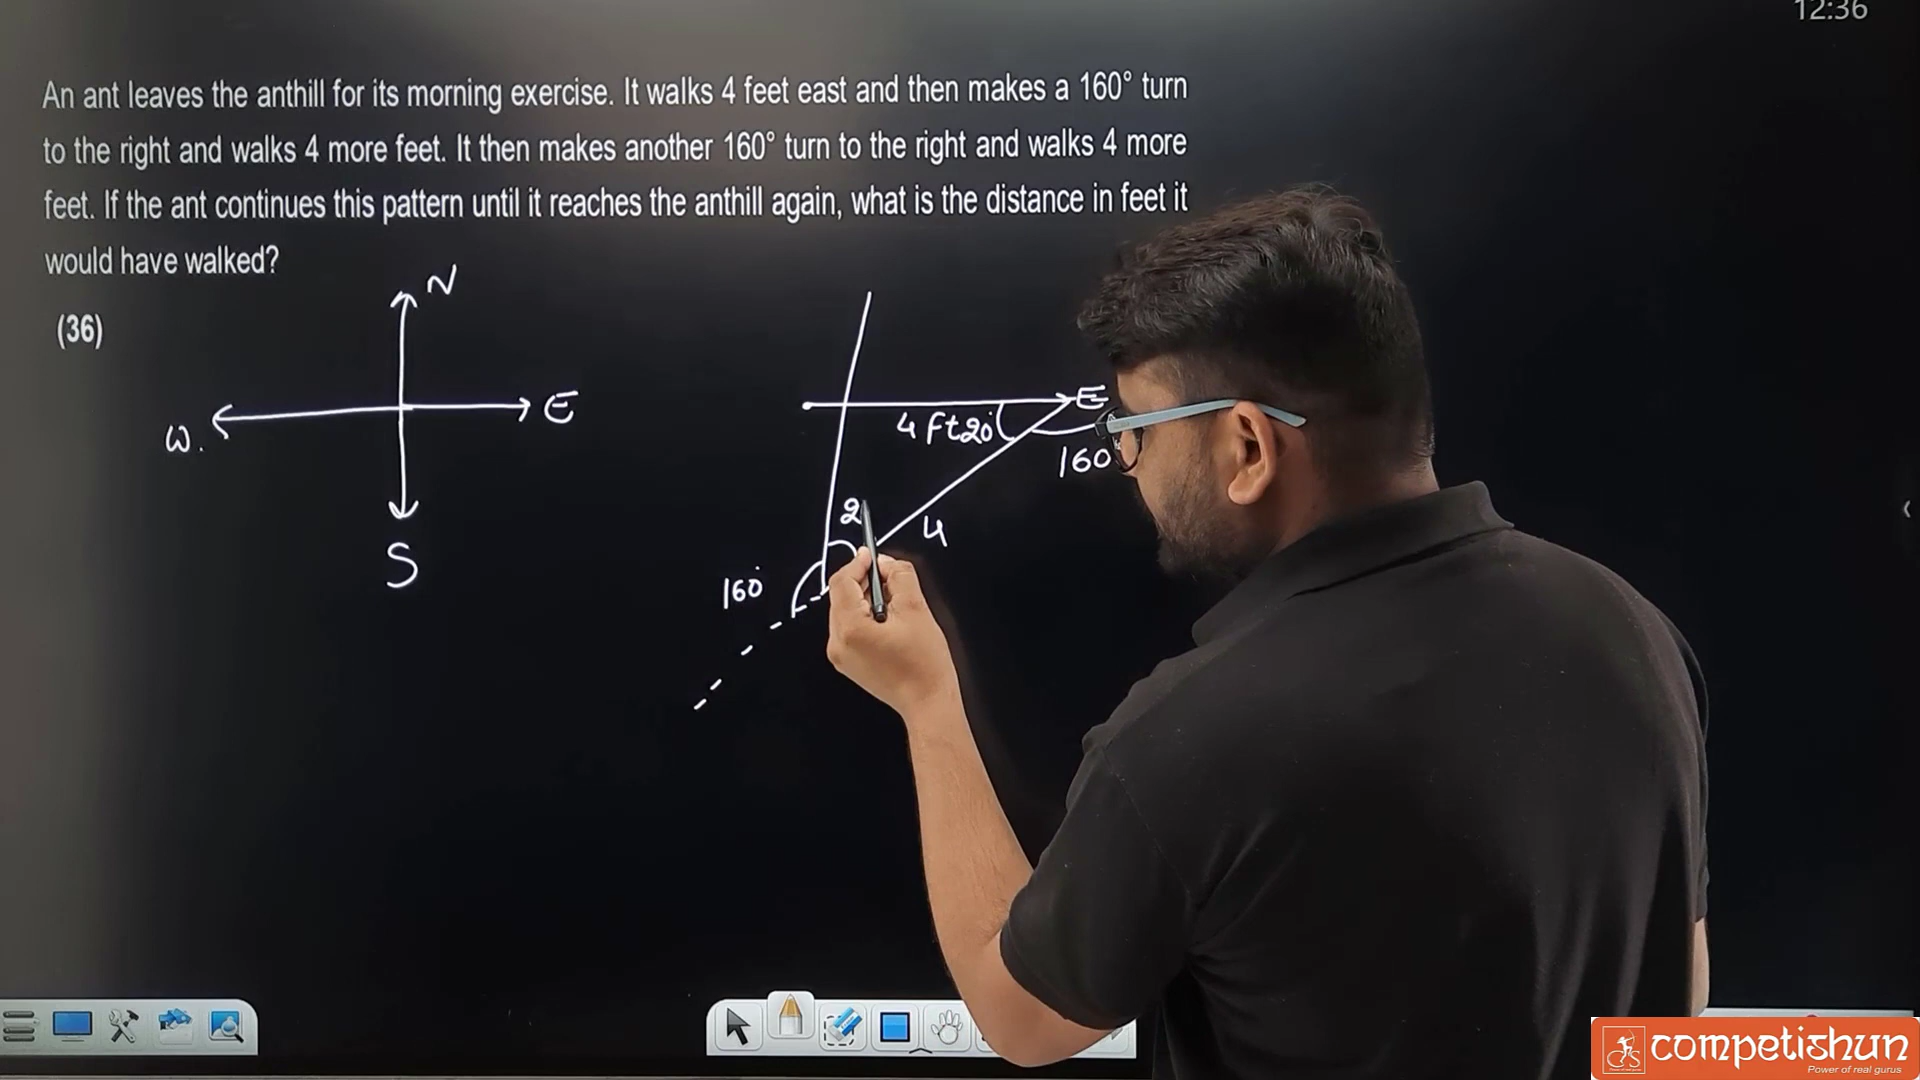 12:36
An ant leaves the anthill for its morning exercise. It walks 4 feet east and then makes a 160° turn
to the right and walks 4 more feet. It then makes another 160° turn to the right and walks 4 more
feet. If the ant continues this pattern until it reaches the anthill again, what is the distance in feet it
would have walked?
(36)
N
W.
E
S
E
4 ft
20°
160
2
4
160°
competishun
Power of real gurus